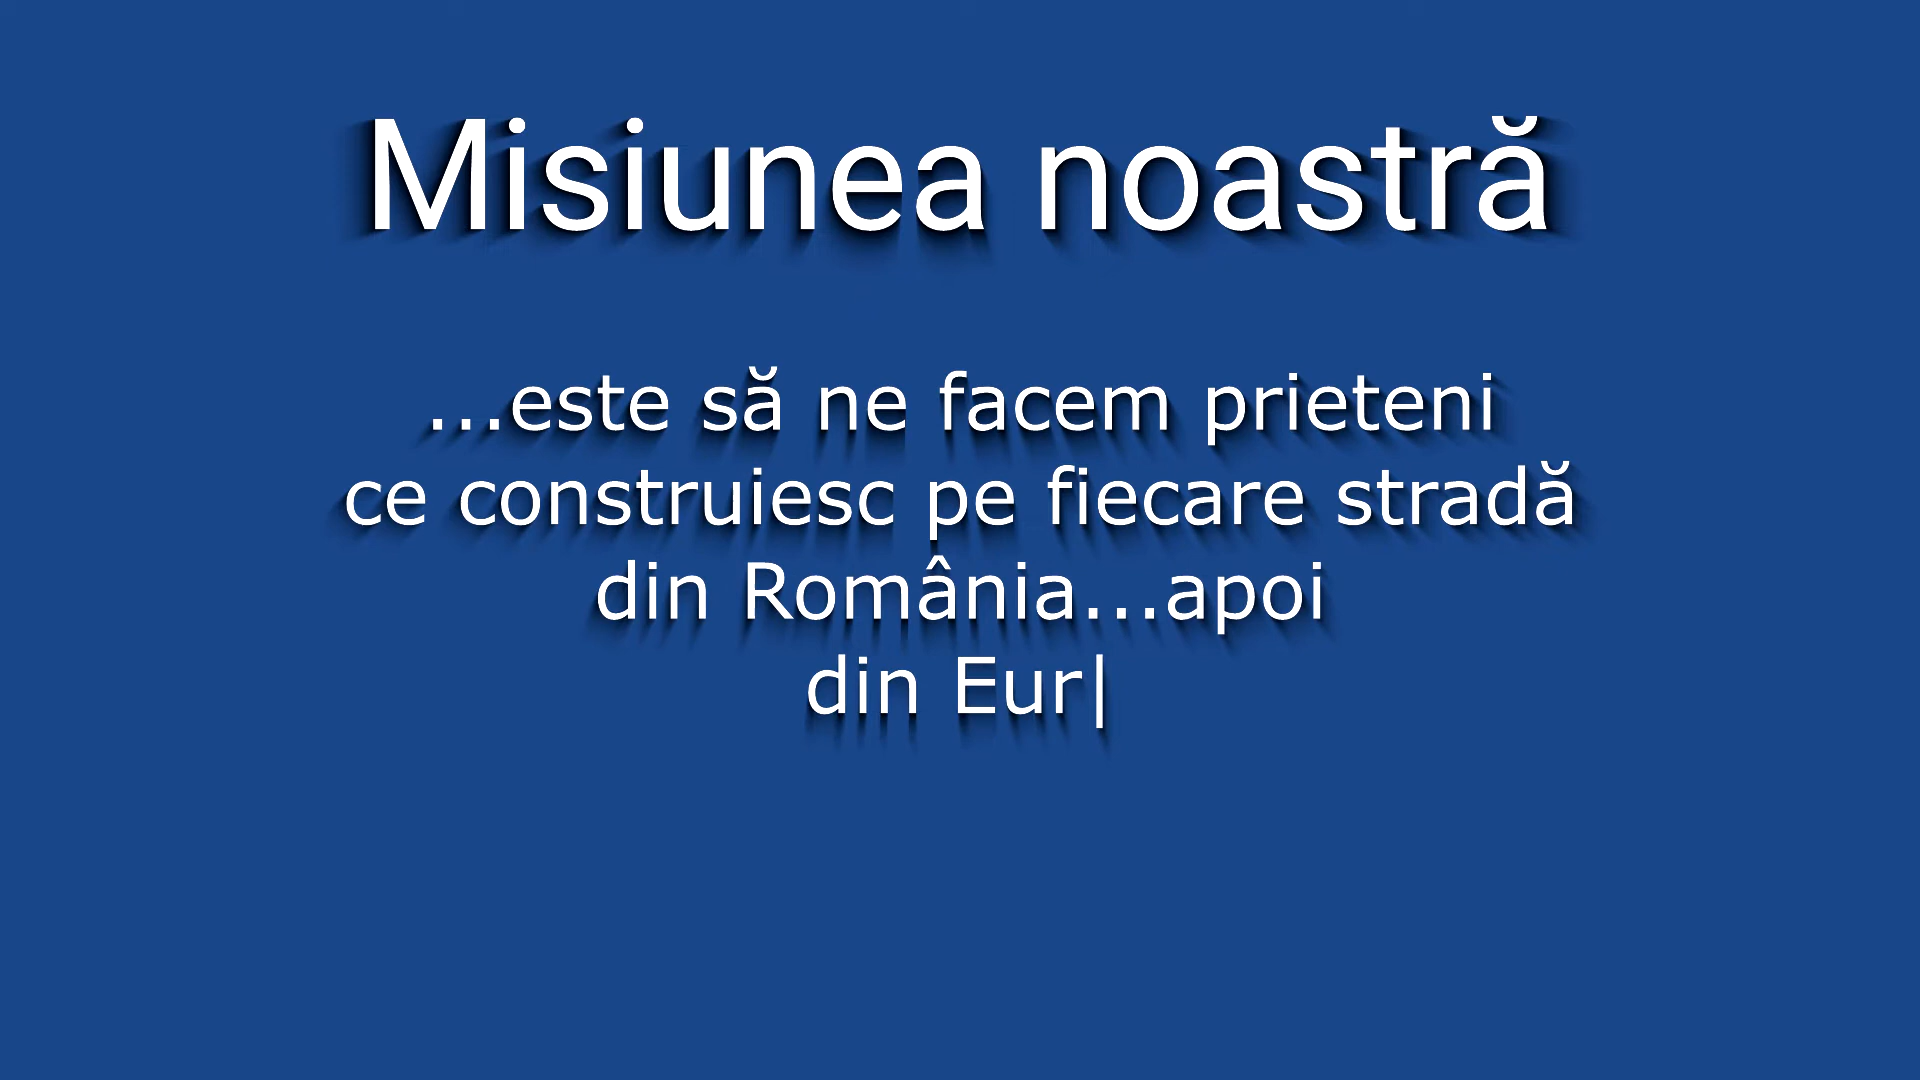 Misiunea noastră
...este să ne facem prieteni
ce construiesc pe fiecare stradă
din România...apoi
din Eur|